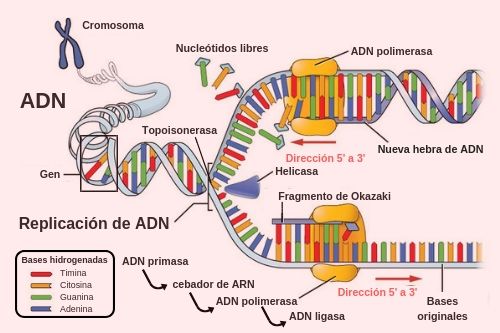 Cromosoma
Nucleótidos libres
ADN polimerasa
ADN
Topoisonerasa
Nueva hebra de ADN
Dirección 5' a 3'
Gen
Helicasa
Fragmento de Okazaki
Replicación de ADN
Bases hidrogenadas
Timina
Citosina
Guanina
Adenina
ADN primasa
cebador de ARN
ADN polimerasa
ADN ligasa
Dirección 5' a 3'
Bases
originales